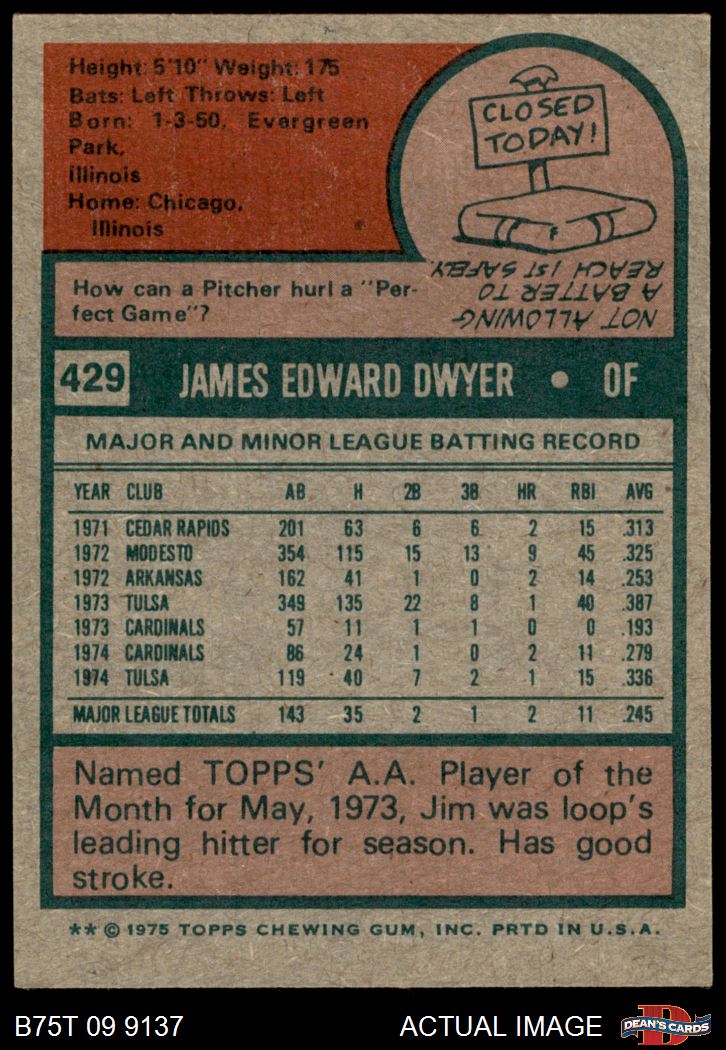 Height: 5'10" Weight: 175
Bats: Left Throws: Left
Born: 1-3-50, Evergreen
Park,
Illinois
Home: Chicago,
Illinois
CLOSED
TODAY!
How can a Pitcher hurl a "Per-
fect Game"?
NOT ALLOWING
A BATTER TO
REACH 1ST SAFELY.
429 JAMES EDWARD DWYER • OF
MAJOR AND MINOR LEAGUE BATTING RECORD
YEAR CLUB AB H 2B 3B HR RBI AVG
1971 CEDAR RAPIDS 201 63 6 6 2 15 .313
1972 MODESTO 354 115 15 13 9 45 .325
1972 ARKANSAS 162 41 1 0 2 14 .253
1973 TULSA 349 135 22 8 1 40 .387
1973 CARDINALS 57 11 1 1 0 0 .193
1974 CARDINALS 86 24 1 0 2 11 .279
1974 TULSA 119 40 7 2 1 15 .336
MAJOR LEAGUE TOTALS 143 35 2 1 2 11 .245
Named TOPPS' A.A. Player of the
Month for May, 1973, Jim was loop's
leading hitter for season. Has good
stroke.
** © 1975 TOPPS CHEWING GUM, INC. PRTD IN U.S.A.
B75T 09 9137 ACTUAL IMAGE
D
DEAN'S CARDS